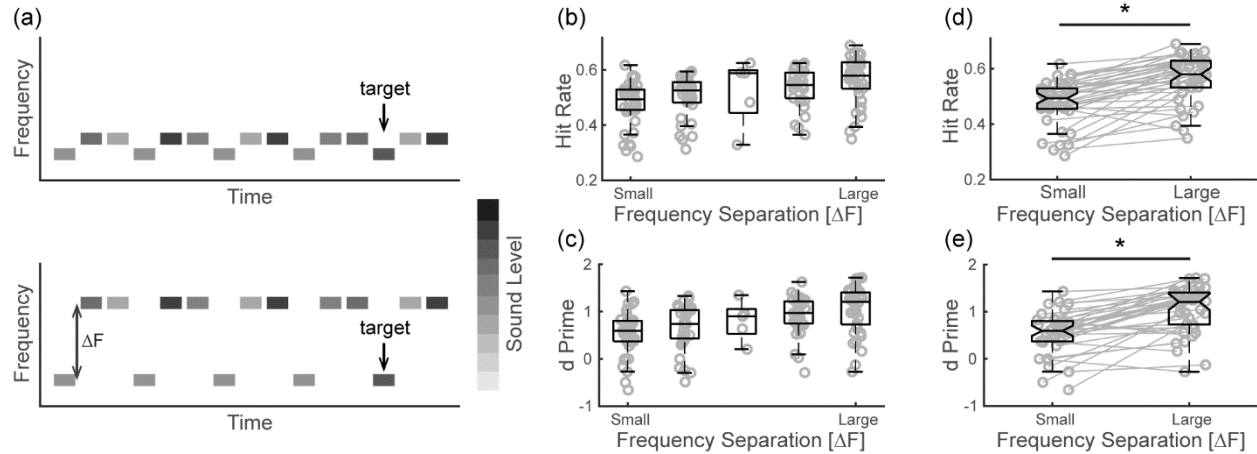 (a)
Frequency
target
Time
Frequency
ΔF
target
Time
Sound Level
(b)
Hit Rate
0.6
0.4
0.2
Small
Large
Frequency Separation [ΔF]
(c)
d Prime
2
1
0
-1
Small
Large
Frequency Separation [ΔF]
(d)
*
Hit Rate
0.6
0.4
0.2
Small
Large
Frequency Separation [ΔF]
(e)
*
d Prime
2
1
0
-1
Small
Large
Frequency Separation [ΔF]